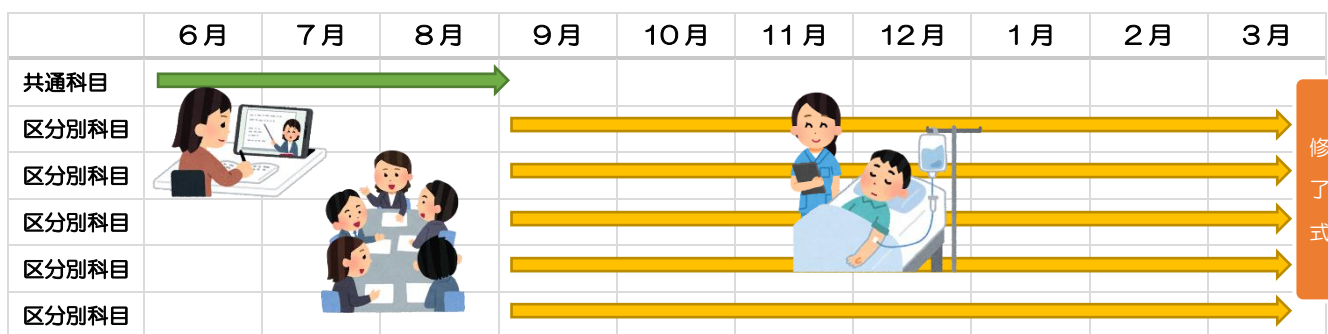 6月 7月 8月 9月 10月 11月 12月 1月 2月 3月
共通科目
区分別科目
区分別科目
区分別科目
区分別科目
区分別科目
修
了
式